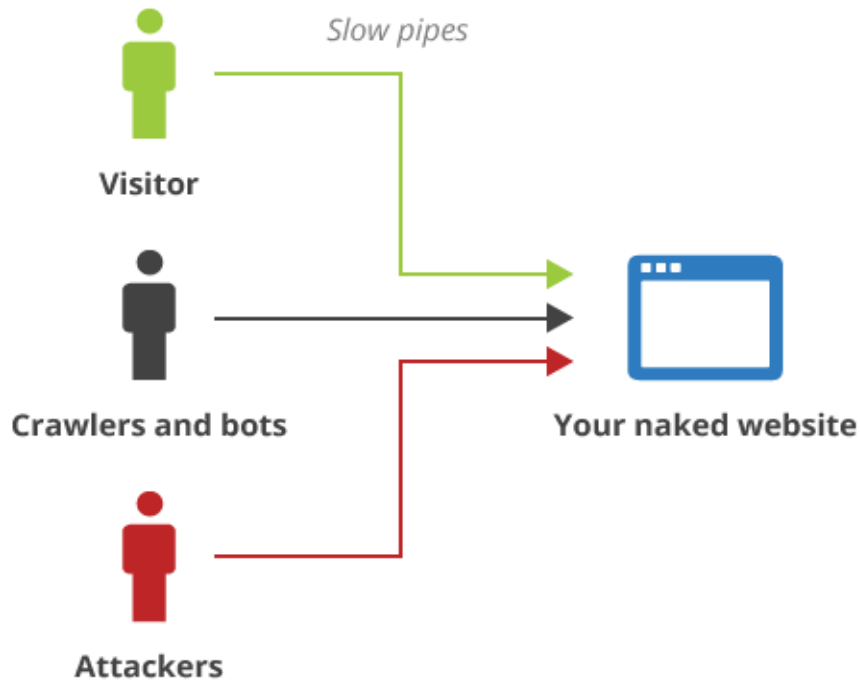 Slow pipes
Visitor
Crawlers and bots
Your naked website
Attackers